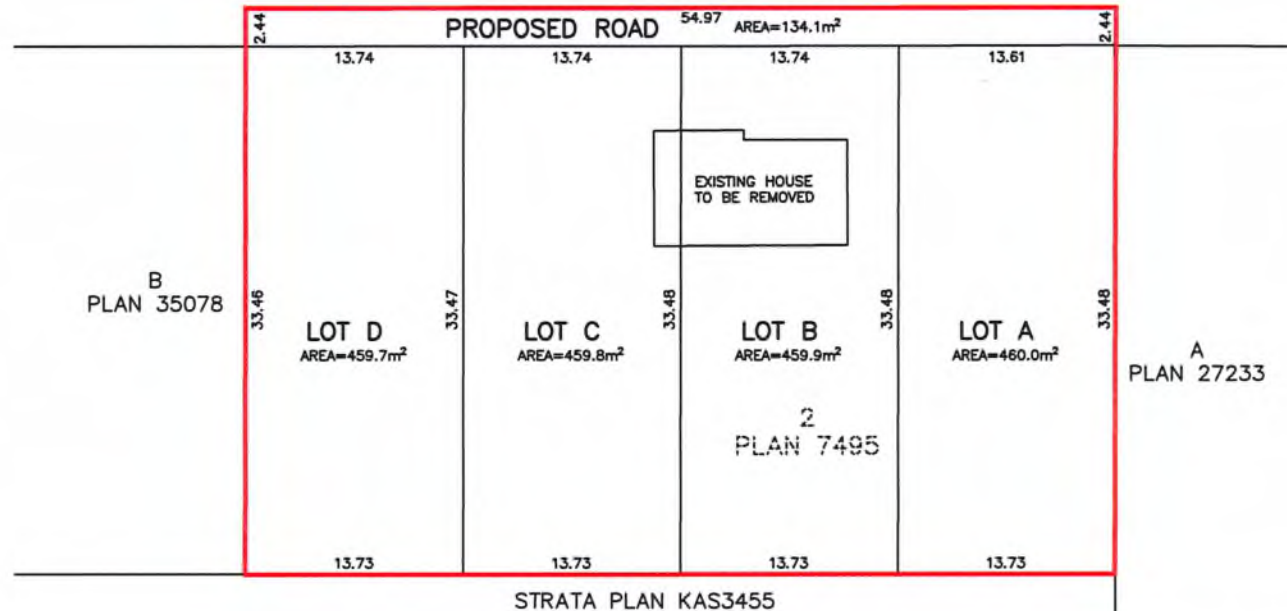 2.44 PROPOSED ROAD 54.97 AREA=134.1m² 2.44
13.74 13.74 13.74 13.61
EXISTING HOUSE
TO BE REMOVED
B
PLAN 35078
33.46 33.47 33.48 33.48 33.48
LOT D
AREA=459.7m²
LOT C
AREA=459.8m²
LOT B
AREA=459.9m²
LOT A
AREA=460.0m²
A
PLAN 27233
2
PLAN 7495
13.73 13.73 13.73 13.73
STRATA PLAN KAS3455